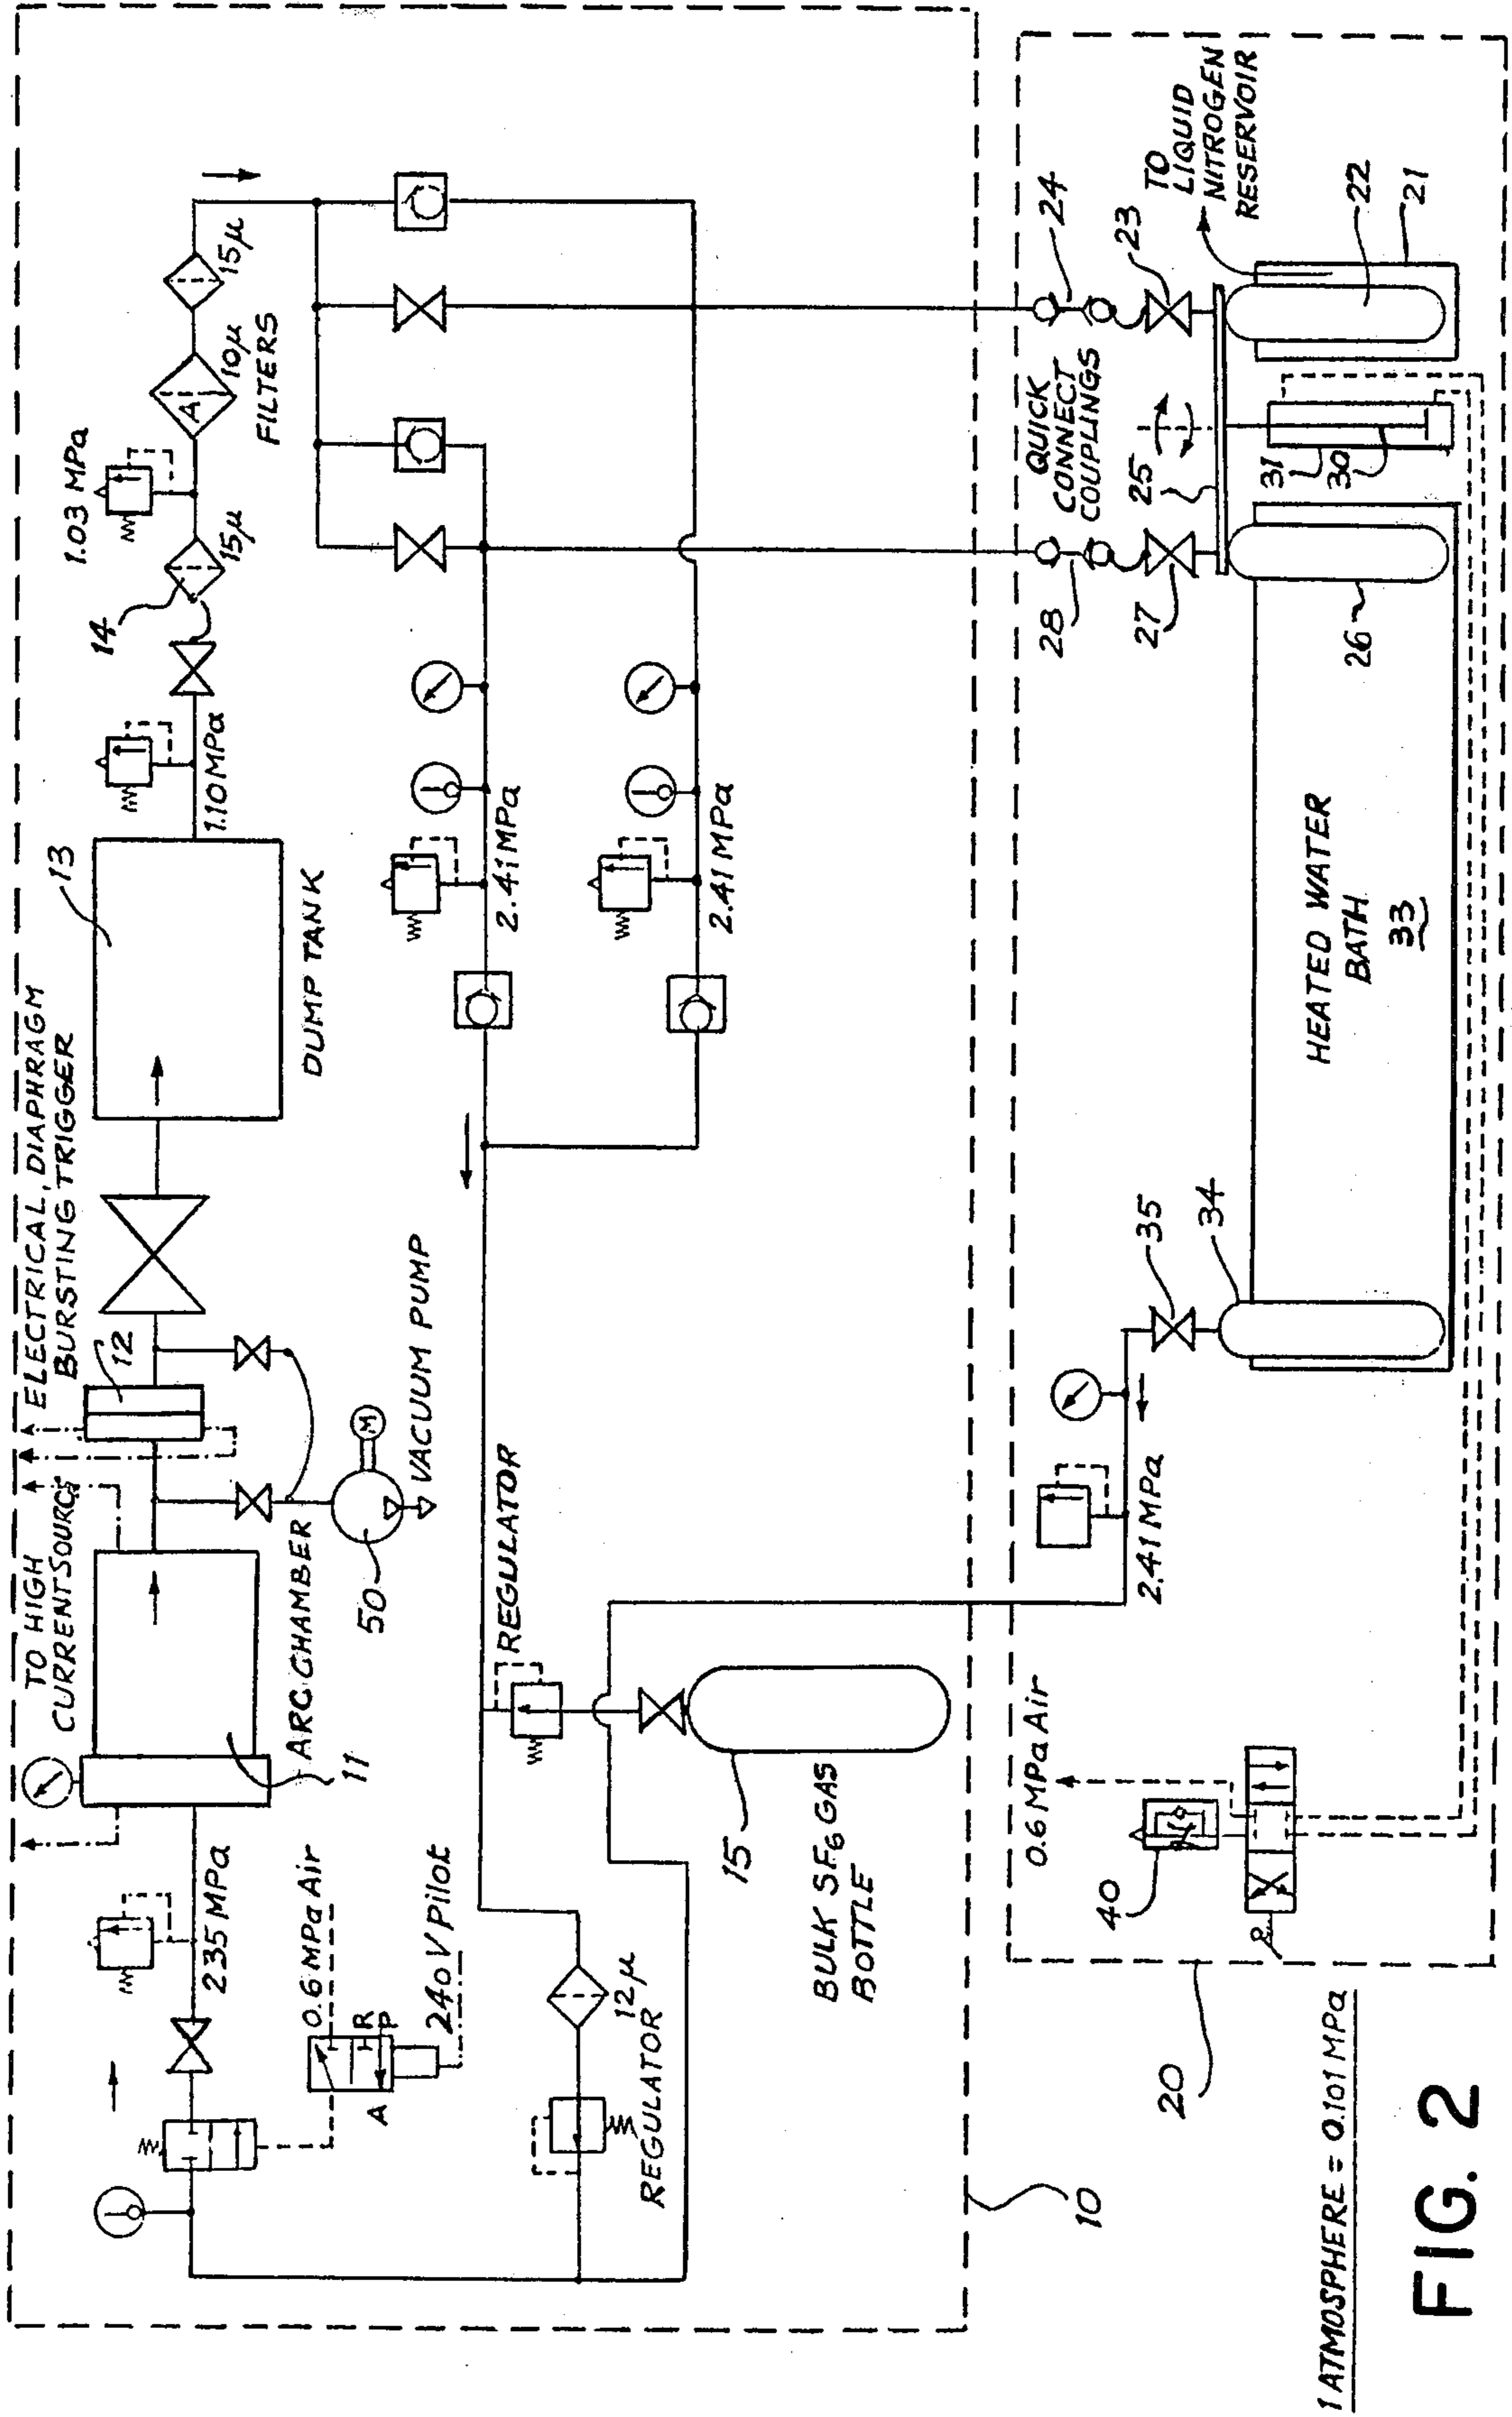 TO HIGH
CURRENT SOURCE
ELECTRICAL, DIAPHRAGM
BURSTING TRIGGER
12
13
14
1.10 MPa
1.03 MPa
15μ
A
10μ
15μ
FILTERS
235 MPa
11
ARC CHAMBER
50
M
VACUUM PUMP
DUMP TANK
0.6 MPa Air
R
P
A
240 V Pilot
2.41 MPa
2.41 MPa
REGULATOR
12μ
REGULATOR
15
BULK SF6 GAS
BOTTLE
10
0.6 MPa Air
40
20
2.41 MPa
35
34
HEATED WATER
BATH
33
QUICK
CONNECT
COUPLINGS
28
27
26
25
24
23
31
30
22
21
TO
LIQUID
NITROGEN
RESERVOIR
1 ATMOSPHERE = 0.101 MPa
FIG. 2